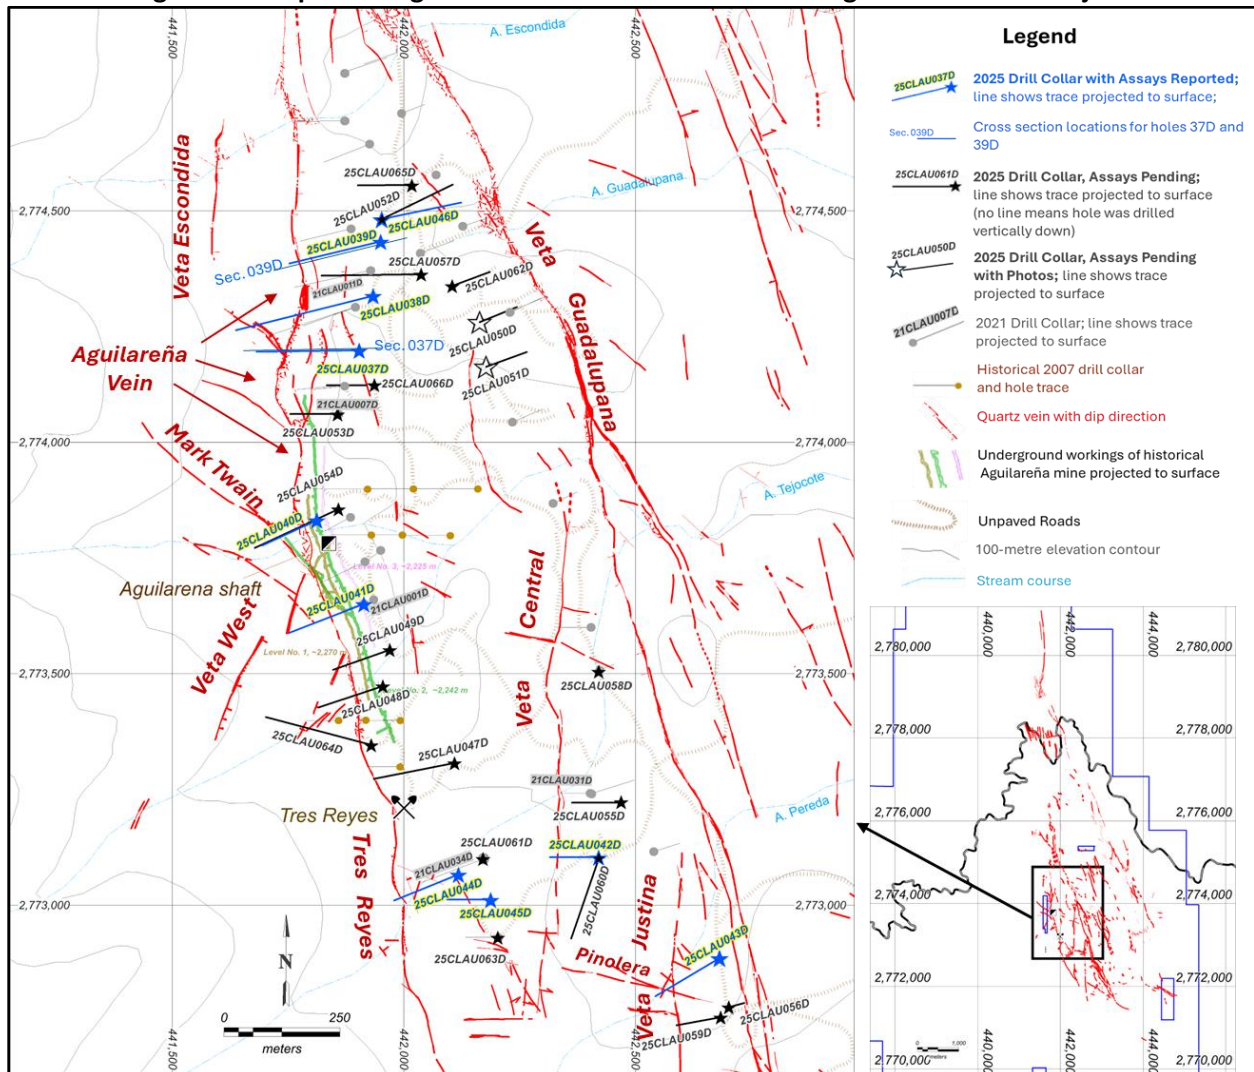 A. Escondida
441,500
442,000
442,500
25CLAU065D
25CLAU052D
A. Guadalupana
2,774,500
25CLAU046D
25CLAU039D
Veta Escondida
Veta
Guadalupana
25CLAU057D
Sec. 039D
25CLAU062D
21CLAU011D
25CLAU038D
25CLAU050D
Aguilareña
Vein
Sec. 037D
25CLAU037D
25CLAU066D
25CLAU051D
21CLAU007D
25CLAU053D
2,774,000
Mark Twain
25CLAU054D
A. Tejocote
25CLAU040D
Level No. 3, ~2,225 m
Aguilarena shaft
25CLAU041D
21CLAU001D
Veta Central
25CLAU049D
Veta West
Level No. 1, ~2,270 m
2,773,500
25CLAU058D
Level No. 2, ~2,242 m
25CLAU048D
25CLAU064D
25CLAU047D
21CLAU031D
Tres Reyes
25CLAU055D
A. Pereda
25CLAU061D
25CLAU042D
21CLAU034D
Tres Reyes
25CLAU044D
25CLAU060D
25CLAU045D
2,773,000
Veta Justina
25CLAU043D
25CLAU063D
Pinolera
N
25CLAU056D
25CLAU059D
0 250
meters
441,500
442,000
442,500
Legend
25CLAU037D
2025 Drill Collar with Assays Reported;
line shows trace projected to surface;
Sec. 039D
Cross section locations for holes 37D and
39D
25CLAU061D
2025 Drill Collar, Assays Pending;
line shows trace projected to surface
(no line means hole was drilled
vertically down)
25CLAU050D
2025 Drill Collar, Assays Pending
with Photos; line shows trace
projected to surface
21CLAU007D
2021 Drill Collar; line shows trace
projected to surface
Historical 2007 drill collar
and hole trace
Quartz vein with dip direction
Underground workings of historical
Aguilareña mine projected to surface
Unpaved Roads
100-metre elevation contour
Stream course
440,000
442,000
444,000
2,780,000 2,780,000
2,778,000 2,778,000
2,776,000 2,776,000
2,774,000 2,774,000
2,772,000 2,772,000
2,770,000 2,770,000
0 1,000
meters
440,000
442,000
444,000